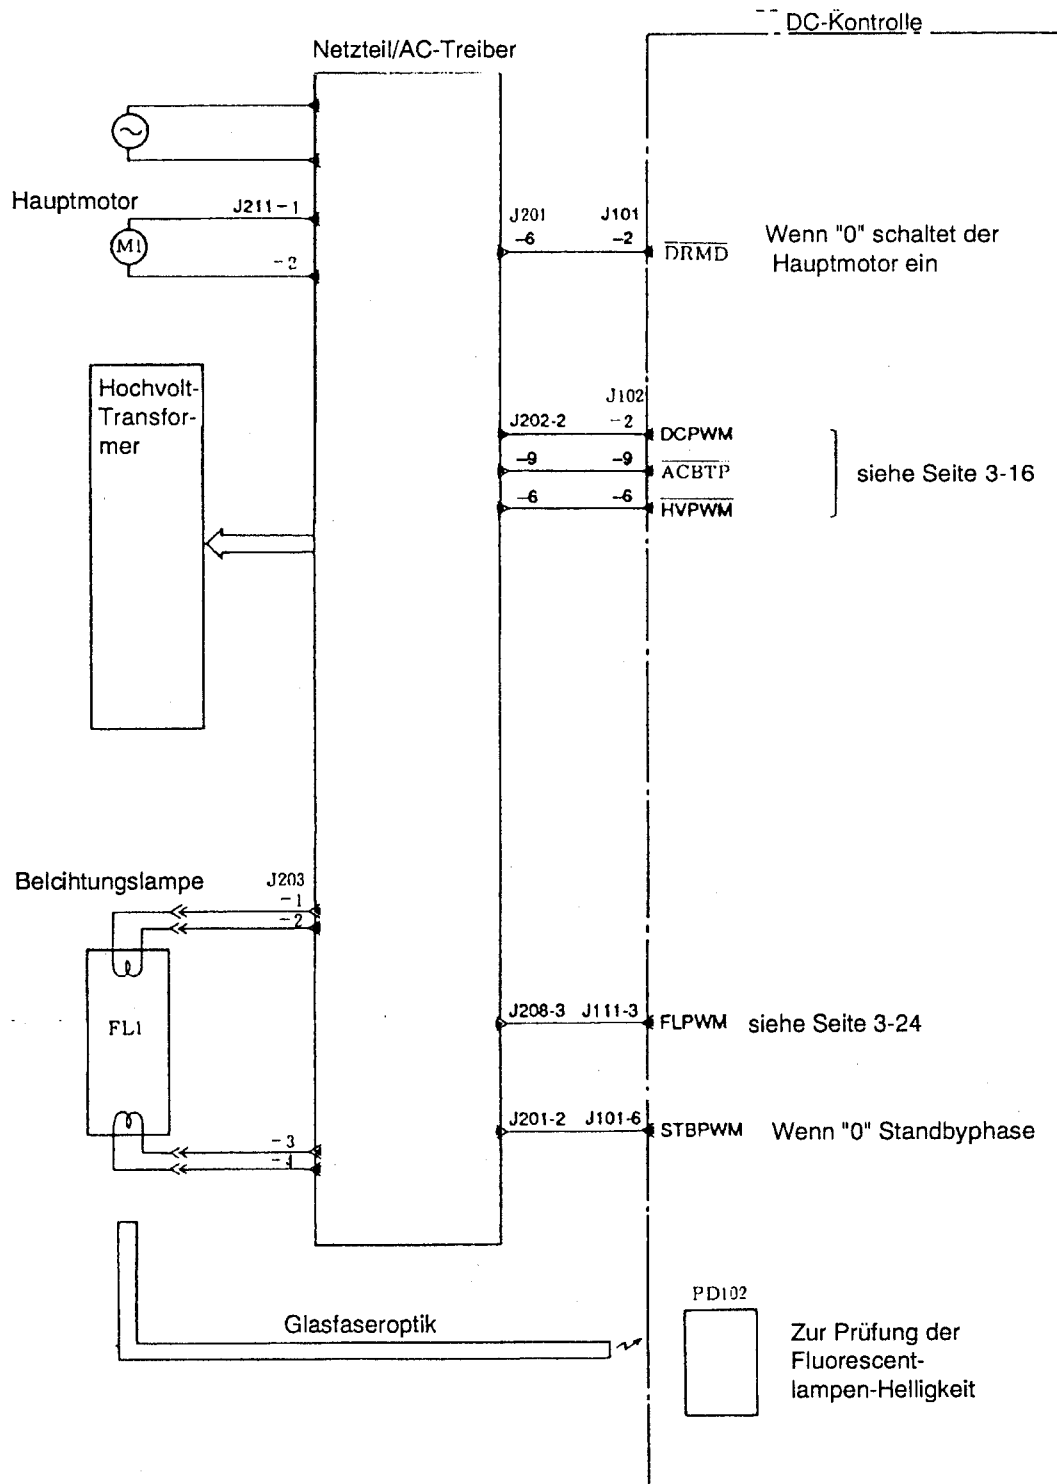 DC-Kontrolle
Netzteil/AC-Treiber
Hauptmotor
J211-1
M1
-2
J201 J101
-6 -2
DRMD
Wenn "0" schaltet der
Hauptmotor ein
Hochvolt-
Transfor-
mer
J102
J202-2 -2 DCPWM
-9 -9 ACBTP
-6 -6 HVPWM
siehe Seite 3-16
Belcihtungslampe
J203
-1
-2
FL1
J208-3 J111-3 FLPWM siehe Seite 3-24
J201-2 J101-6 STBPWM Wenn "0" Standbyphase
-3
-4
Glasfaseroptik
PD102
Zur Prüfung der
Fluorescent-
lampen-Helligkeit